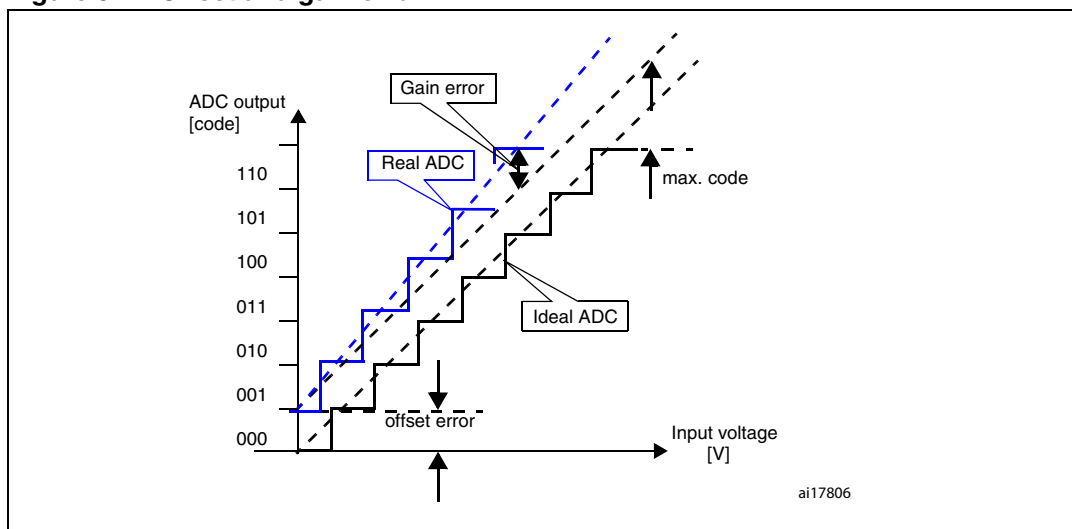 ADC output
[code]
Gain error
Real ADC
110
max. code
101
100
011
Ideal ADC
010
001
offset error
000
Input voltage
[V]
ai17806